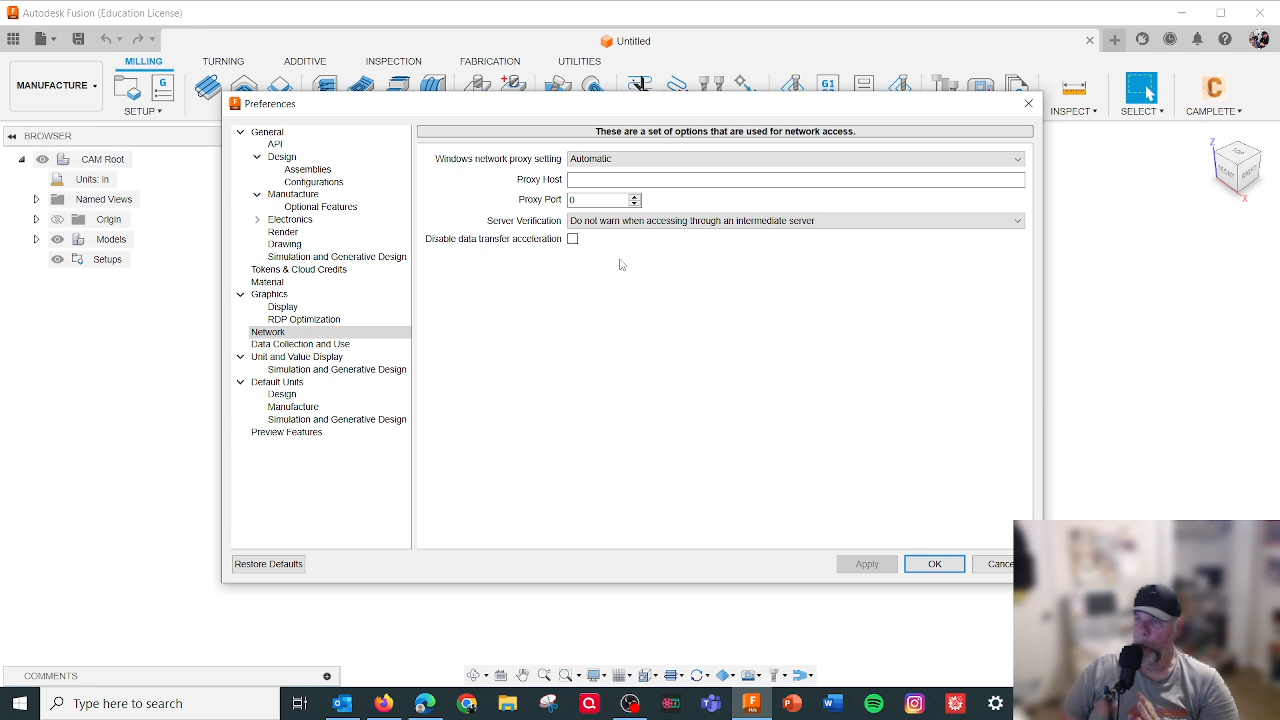 Autodesk Fusion (Education License)
Untitled
MILLING TURNING ADDITIVE INSPECTION FABRICATION UTILITIES
MANUFACTURE
G
G1
C
SETUP
INSPECT SELECT CAMPLETE
BROWSER
CAM Root
Units: in
Named Views
Origin
Models
Setups
Z
TOP
FRONT
RIGHT
X
Preferences
General
API
Design
Assemblies
Configurations
Manufacture
Optional Features
Electronics
Render
Drawing
Simulation and Generative Design
Tokens & Cloud Credits
Material
Graphics
Display
RDP Optimization
Network
Data Collection and Use
Unit and Value Display
Simulation and Generative Design
Default Units
Design
Manufacture
Simulation and Generative Design
Preview Features
These are a set of options that are used for network access.
Windows network proxy setting Automatic
Proxy Host
Proxy Port 0
Server Verification Do not warn when accessing through an intermediate server
Disable data transfer acceleration
Restore Defaults
Apply OK Cance
COMMENTS
Type here to search